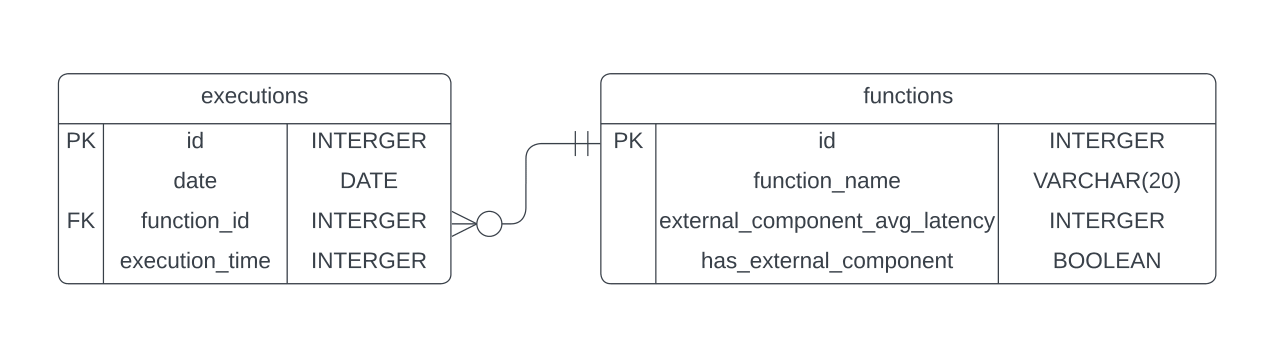 executions
PK id INTERGER
date DATE
FK function_id INTERGER
execution_time INTERGER
functions
PK id INTERGER
function_name VARCHAR(20)
external_component_avg_latency INTERGER
has_external_component BOOLEAN